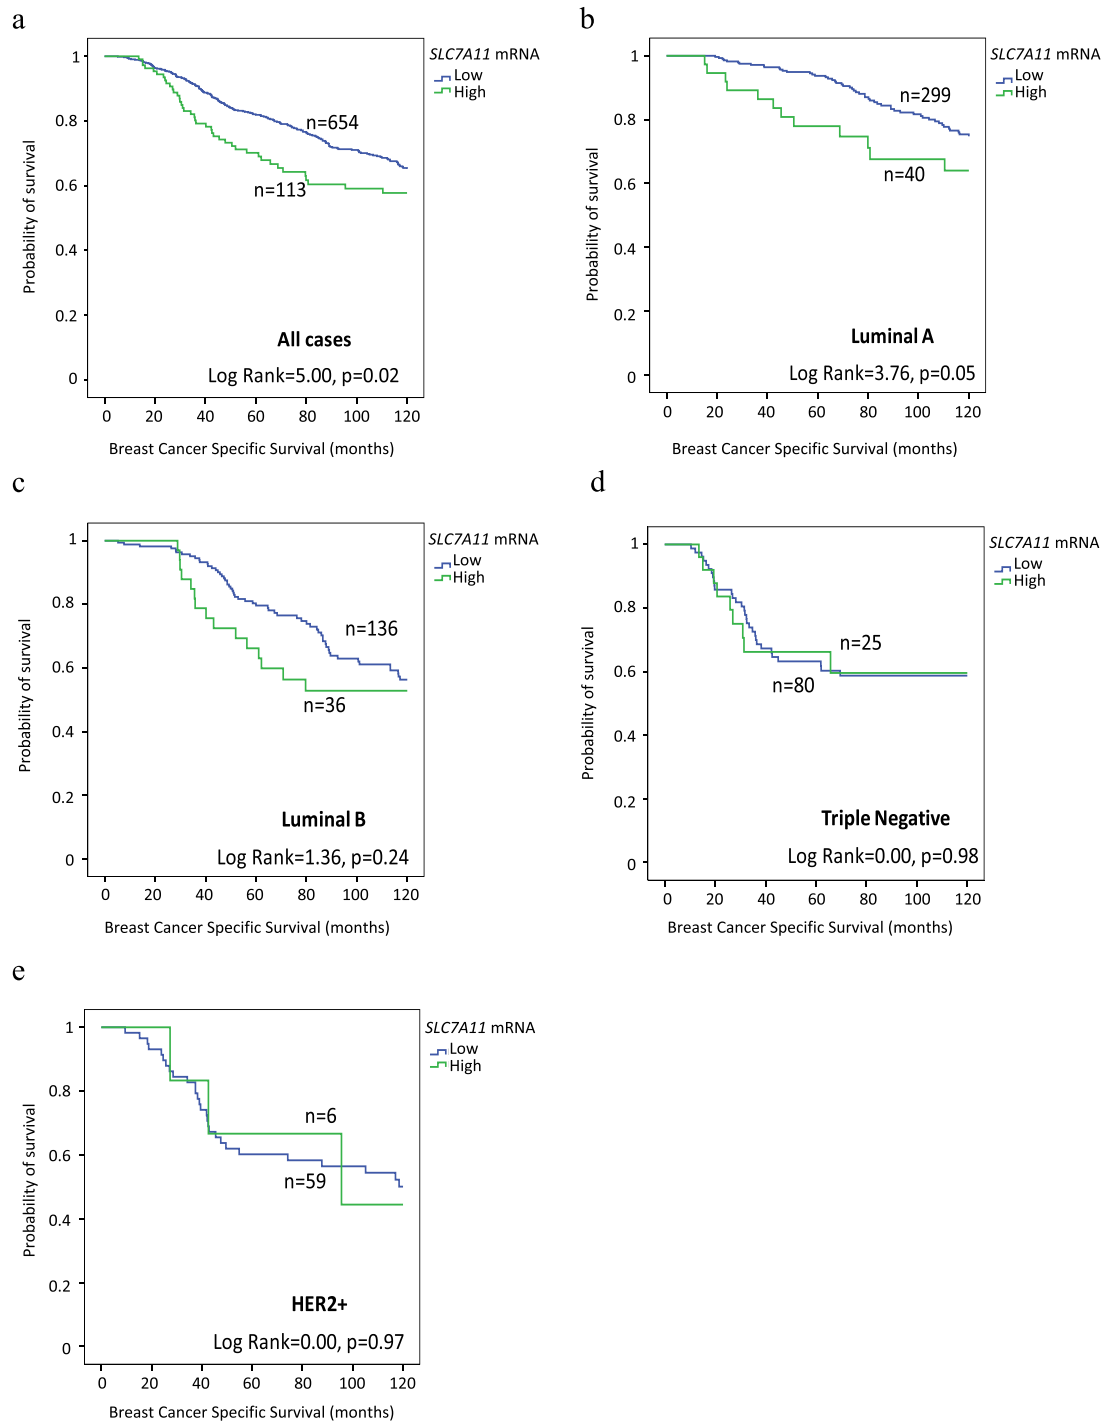 a
1
0.8
0.6
0.4
0.2
0
Probability of survival
SLC7A11 mRNA
Low
High
n=654
n=113
All cases
Log Rank=5.00, p=0.02
0 20 40 60 80 100 120
Breast Cancer Specific Survival (months)
b
1
0.8
0.6
0.4
0.2
0
Probability of survival
SLC7A11 mRNA
Low
High
n=299
n=40
Luminal A
Log Rank=3.76, p=0.05
0 20 40 60 80 100 120
Breast Cancer Specific Survival (months)
c
1
0.8
0.6
0.4
0.2
0
Probability of survival
SLC7A11 mRNA
Low
High
n=136
n=36
Luminal B
Log Rank=1.36, p=0.24
0 20 40 60 80 100 120
Breast Cancer Specific Survival (months)
d
1
0.8
0.6
0.4
0.2
0
Probability of survival
SLC7A11 mRNA
Low
High
n=25
n=80
Triple Negative
Log Rank=0.00, p=0.98
0 20 40 60 80 100 120
Breast Cancer Specific Survival (months)
e
1
0.8
0.6
0.4
0.2
0
Probability of survival
SLC7A11 mRNA
Low
High
n=6
n=59
HER2+
Log Rank=0.00, p=0.97
0 20 40 60 80 100 120
Breast Cancer Specific Survival (months)